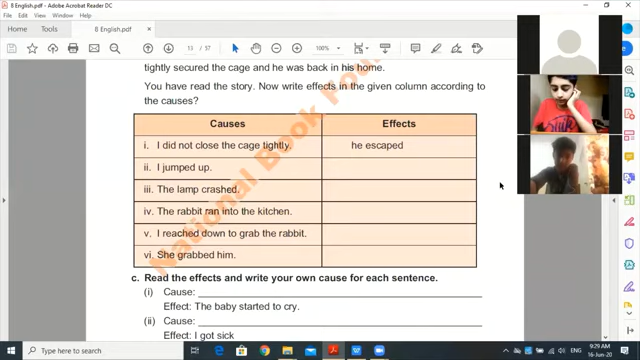 8 English.pdf - Adobe Acrobat Reader DC
File Edit View Window Help
Home Tools 8 English.pdf ×
13 / 57 100%
tightly secured the cage and he was back in his home.
You have read the story. Now write effects in the given column according to
the causes?
Causes Effects
i. I did not close the cage tightly. he escaped
ii. I jumped up.
iii. The lamp crashed.
iv. The rabbit ran into the kitchen.
v. I reached down to grab the rabbit.
vi. She grabbed him.
National Book
c. Read the effects and write your own cause for each sentence.
(i) Cause:
Effect: The baby started to cry.
(ii) Cause:
Effect: I got sick
Type here to search
9:29 AM
16-Jun-20